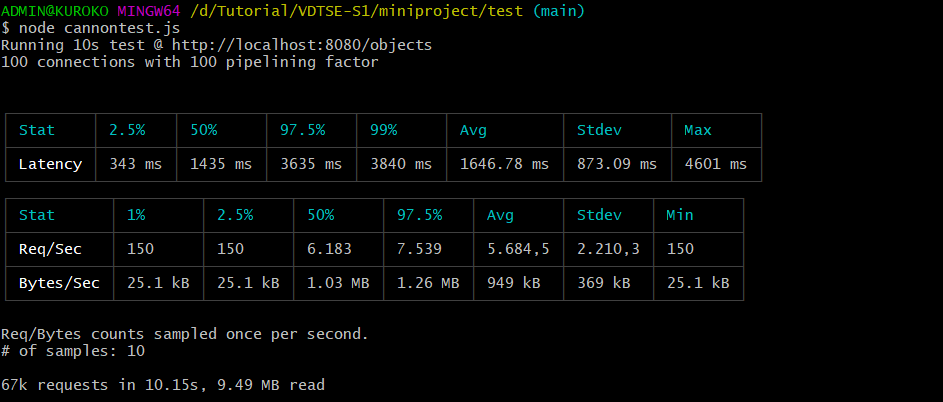 ADMIN@KUROKO MINGW64 /d/Tutorial/VDTSE-S1/miniproject/test (main)
$ node cannontest.js
Running 10s test @ http://localhost:8080/objects
100 connections with 100 pipelining factor
Stat 2.5% 50% 97.5% 99% Avg Stdev Max
Latency 343 ms 1435 ms 3635 ms 3840 ms 1646.78 ms 873.09 ms 4601 ms
Stat 1% 2.5% 50% 97.5% Avg Stdev Min
Req/Sec 150 150 6.183 7.539 5.684,5 2.210,3 150
Bytes/Sec 25.1 kB 25.1 kB 1.03 MB 1.26 MB 949 kB 369 kB 25.1 kB
Req/Bytes counts sampled once per second.
# of samples: 10
67k requests in 10.15s, 9.49 MB read